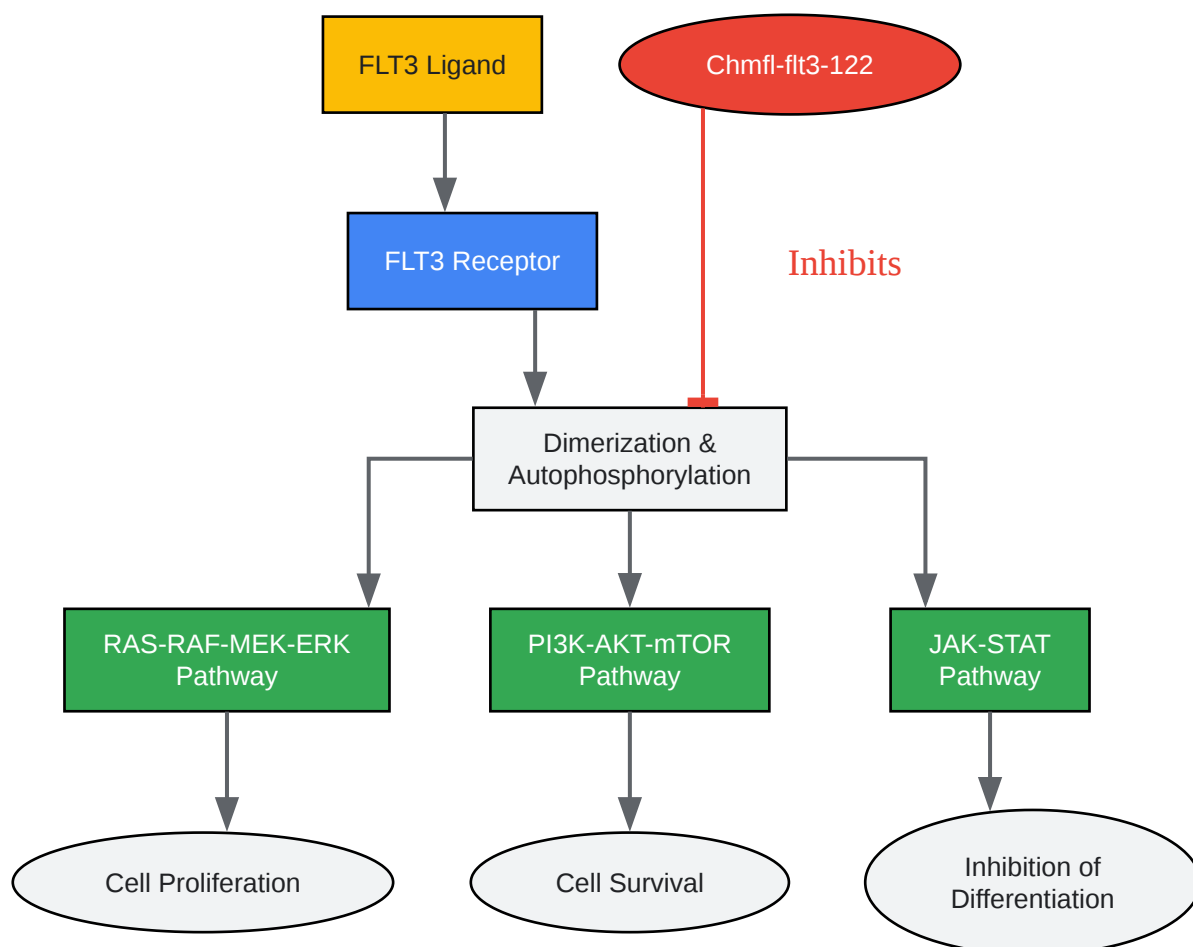 FLT3 Ligand
Chmfl-flt3-122
FLT3 Receptor
Inhibits
Dimerization &
Autophosphorylation
RAS-RAF-MEK-ERK
Pathway
PI3K-AKT-mTOR
Pathway
JAK-STAT
Pathway
Cell Proliferation
Cell Survival
Inhibition of
Differentiation